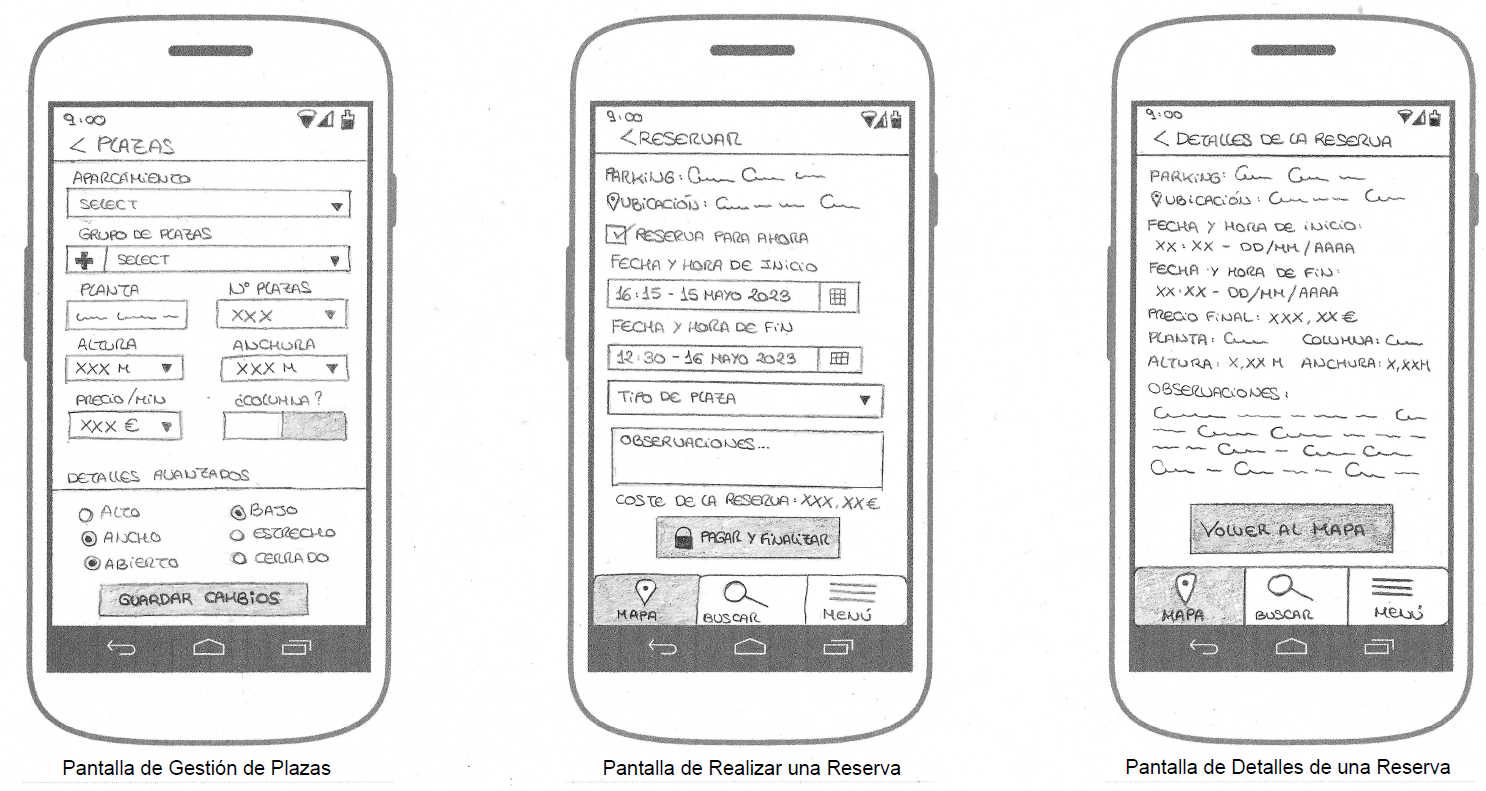 9:00
< PLAZAS
APARCAMIENTO
SELECT
GRUPO DE PLAZAS
SELECT
PLANTA Nº PLAZAS
XXX
ALTURA ANCHURA
XXX M XXX M
PRECIO/MIN ¿COLUMNA?
XXX €
DETALLES AVANZADOS
ALTO BAJO
ANCHO ESTRECHO
ABIERTO CERRADO
GUARDAR CAMBIOS
Pantalla de Gestión de Plazas
9:00
< RESERVAR
PARKING:
UBICACIÓN:
RESERVA PARA AHORA
FECHA Y HORA DE INICIO
16:15 - 15 MAYO 2023
FECHA Y HORA DE FIN
12:30 - 16 MAYO 2023
TIPO DE PLAZA
OBSERVACIONES...
COSTE DE LA RESERVA: XXX,XX €
PAGAR Y FINALIZAR
MAPA BUSCAR MENÚ
Pantalla de Realizar una Reserva
9:00
< DETALLES DE LA RESERVA
PARKING:
UBICACIÓN:
FECHA Y HORA DE INICIO:
XX:XX - DD/MM/AAAA
FECHA Y HORA DE FIN:
XX:XX - DD/MM/AAAA
PRECIO FINAL: XXX,XX €
PLANTA: COLUMNA:
ALTURA: X,XX M ANCHURA: X,XXM
OBSERVACIONES:
VOLVER AL MAPA
MAPA BUSCAR MENÚ
Pantalla de Detalles de una Reserva